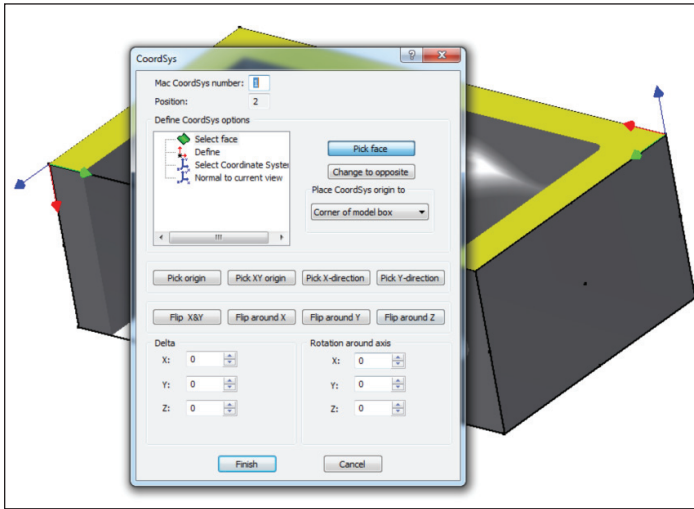 CoordSys
Mac CoordSys number: 1
Position: 2
Define CoordSys options
Select face
Define
Select Coordinate System
Normal to current view
Pick face
Change to opposite
Place CoordSys origin to
Corner of model box
Pick origin Pick XY origin Pick X-direction Pick Y-direction
Flip X&Y Flip around X Flip around Y Flip around Z
Delta
X: 0
Y: 0
Z: 0
Rotation around axis
X: 0
Y: 0
Z: 0
Finish Cancel